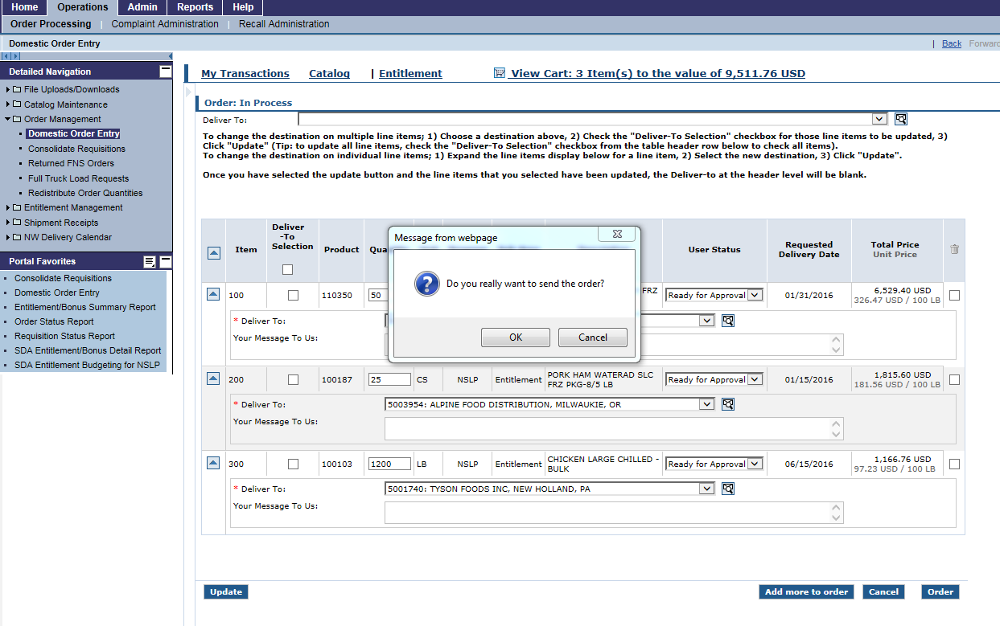 Home Operations Admin Reports Help
Order Processing | Complaint Administration | Recall Administration
Domestic Order Entry
| Back Forward
Detailed Navigation
File Uploads/Downloads
Catalog Maintenance
Order Management
Domestic Order Entry
Consolidate Requisitions
Returned FNS Orders
Full Truck Load Requests
Redistribute Order Quantities
Entitlement Management
Shipment Receipts
NW Delivery Calendar
Portal Favorites
Consolidate Requisitions
Domestic Order Entry
Entitlement/Bonus Summary Report
Order Status Report
Requisition Status Report
SDA Entitlement/Bonus Detail Report
SDA Entitlement Budgeting for NSLP
My Transactions Catalog | Entitlement View Cart: 3 Item(s) to the value of 9,511.76 USD
Order: In Process
Deliver To:
To change the destination on multiple line items; 1) Choose a destination above, 2) Check the "Deliver-To Selection" checkbox for those line items to be updated, 3)
Click "Update" (Tip: to update all line items, check the "Deliver-To Selection" checkbox from the table header row below to check all items).
To change the destination on individual line items; 1) Expand the line items display below for a line item, 2) Select the new destination, 3) Click "Update".
Once you have selected the update button and the line items that you selected have been updated, the Deliver-to at the header level will be blank.
Item
Deliver
-To
Selection
Product
User Status
Requested
Delivery Date
Total Price
Unit Price
100 110350 50 FRZ Ready for Approval 01/31/2016 6,529.40 USD
326.47 USD / 100 LB
* Deliver To:
Your Message To Us:
Message from webpage
Do you really want to send the order?
OK Cancel
200 100187 25 CS NSLP Entitlement PORK HAM WATERAD SLC Ready for Approval 01/15/2016 1,815.60 USD
FRZ PKG-8/5 LB 181.56 USD / 100 LB
* Deliver To: 5003954: ALPINE FOOD DISTRIBUTION, MILWAUKIE, OR
Your Message To Us:
300 100103 1200 LB NSLP Entitlement CHICKEN LARGE CHILLED - Ready for Approval 06/15/2016 1,166.76 USD
BULK 97.23 USD / 100 LB
* Deliver To: 5001740: TYSON FOODS INC, NEW HOLLAND, PA
Your Message To Us:
Update Add more to order Cancel Order